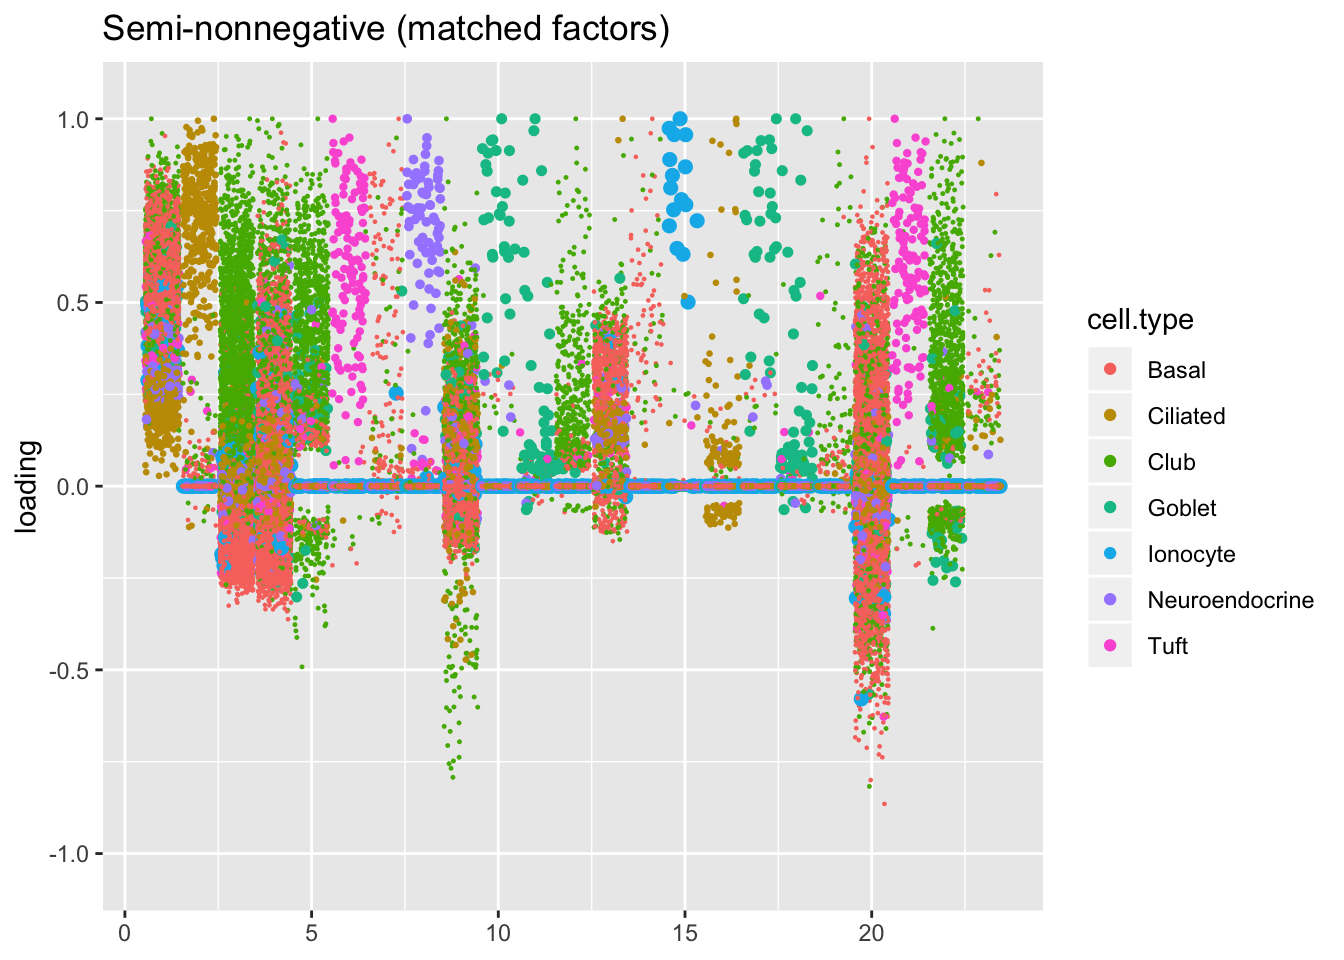 Semi-nonnegative (matched factors)
1.0
0.5
0.0
-0.5
-1.0
loading
0
5
10
15
20
cell.type
Basal
Ciliated
Club
Goblet
Ionocyte
Neuroendocrine
Tuft